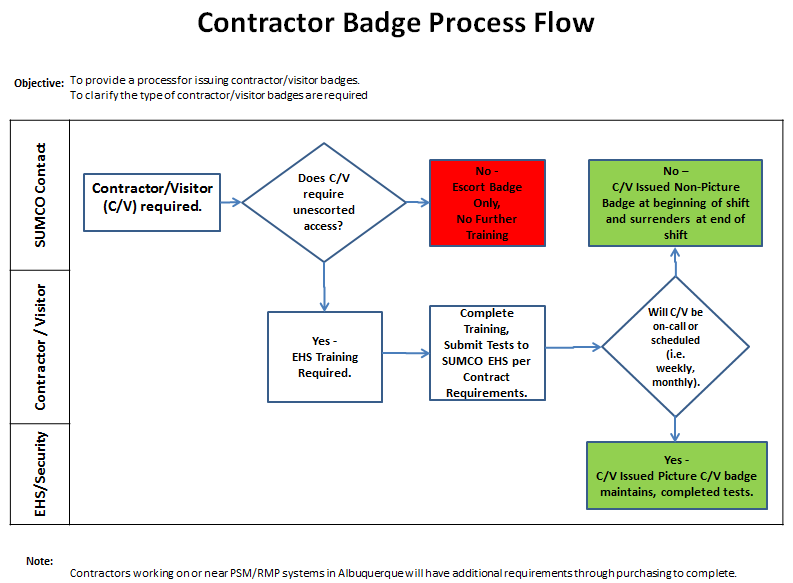 Contractor Badge Process Flow
Objective: To provide a process for issuing contractor/visitor badges.
To clarify the type of contractor/visitor badges are required
SUMCO Contact
Contractor/Visitor
(C/V) required.
Does C/V
require
unescorted
access?
No -
Escort Badge
Only,
No Further
Training
No –
C/V Issued Non-Picture
Badge at beginning of shift
and surrenders at end of
shift
Contractor / Visitor
Yes -
EHS Training
Required.
Complete
Training,
Submit Tests to
SUMCO EHS per
Contract
Requirements.
Will C/V be
on-call or
scheduled
(i.e.
weekly,
monthly).
EHS/Security
Yes -
C/V Issued Picture C/V badge
maintains, completed tests.
Note:
Contractors working on or near PSM/RMP systems in Albuquerque will have additional requirements through purchasing to complete.